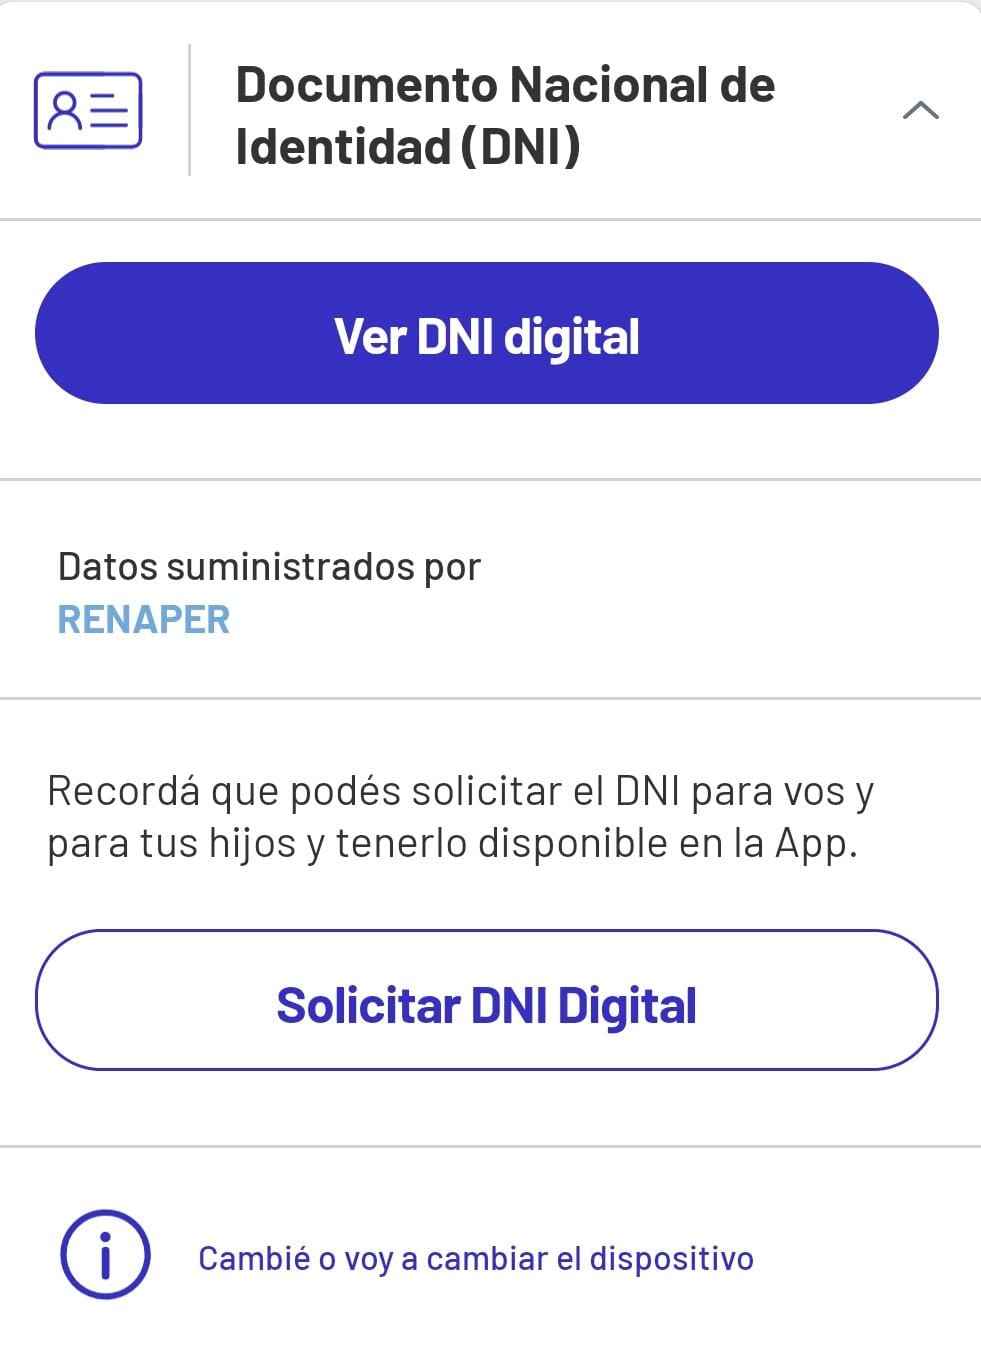 Documento Nacional de
Identidad (DNI)
Ver DNI digital
Datos suministrados por
RENAPER
Recordá que podés solicitar el DNI para vos y
para tus hijos y tenerlo disponible en la App.
Solicitar DNI Digital
Cambié o voy a cambiar el dispositivo